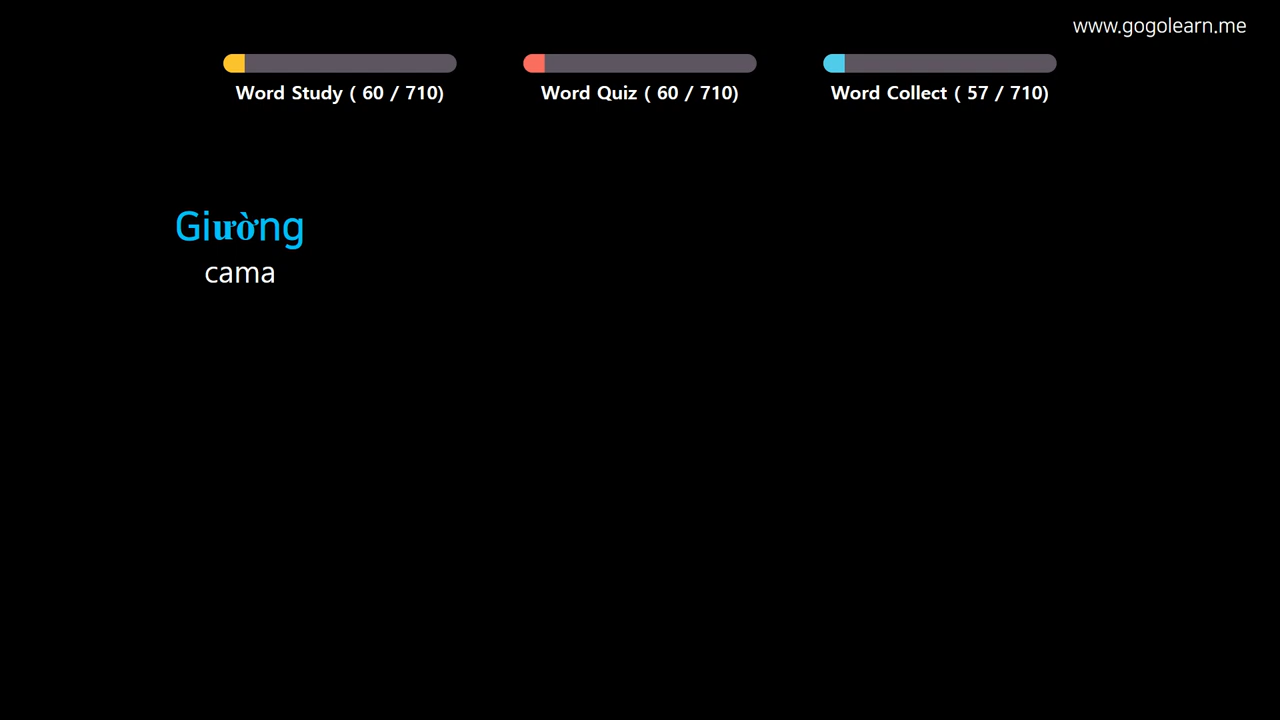 www.gogolearn.me
Word Study ( 60 / 710)
Word Quiz ( 60 / 710)
Word Collect ( 57 / 710)
Giường
cama